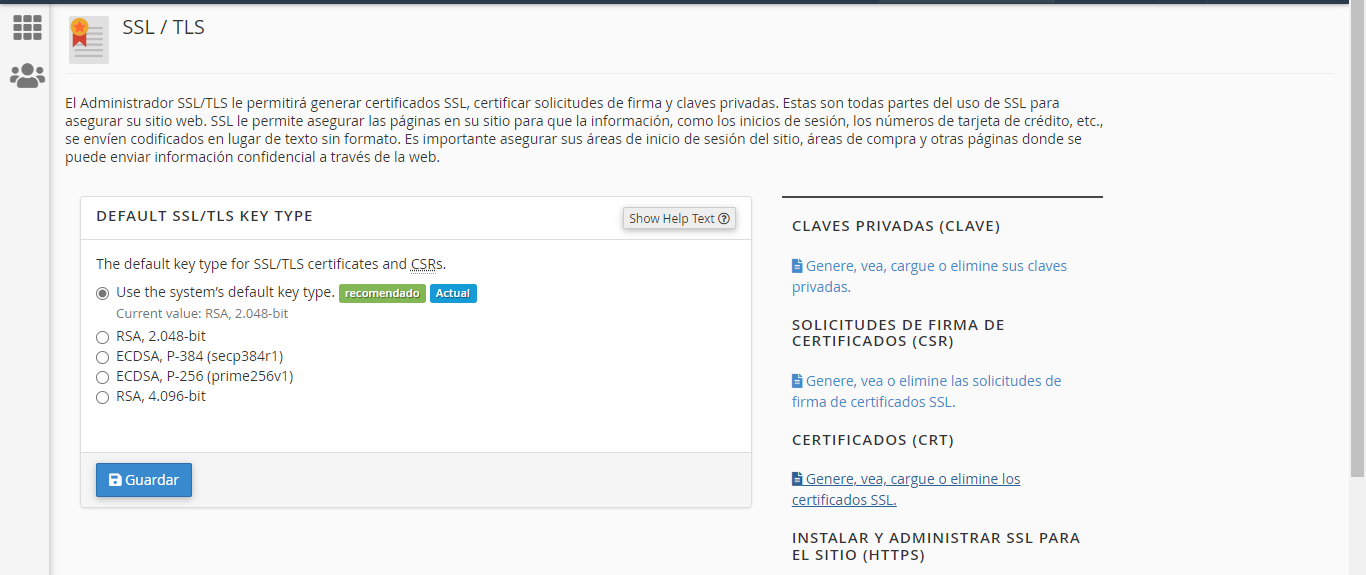 SSL / TLS
El Administrador SSL/TLS le permitirá generar certificados SSL, certificar solicitudes de firma y claves privadas. Estas son todas partes del uso de SSL para
asegurar su sitio web. SSL le permite asegurar las páginas en su sitio para que la información, como los inicios de sesión, los números de tarjeta de crédito, etc.,
se envíen codificados en lugar de texto sin formato. Es importante asegurar sus áreas de inicio de sesión del sitio, áreas de compra y otras páginas donde se
puede enviar información confidencial a través de la web.
DEFAULT SSL/TLS KEY TYPE
Show Help Text
The default key type for SSL/TLS certificates and CSRs.
Use the system’s default key type. recomendado Actual
Current value: RSA, 2.048-bit
RSA, 2.048-bit
ECDSA, P-384 (secp384r1)
ECDSA, P-256 (prime256v1)
RSA, 4.096-bit
Guardar
CLAVES PRIVADAS (CLAVE)
Genere, vea, cargue o elimine sus claves
privadas.
SOLICITUDES DE FIRMA DE
CERTIFICADOS (CSR)
Genere, vea o elimine las solicitudes de
firma de certificados SSL.
CERTIFICADOS (CRT)
Genere, vea, cargue o elimine los
certificados SSL.
INSTALAR Y ADMINISTRAR SSL PARA
EL SITIO (HTTPS)